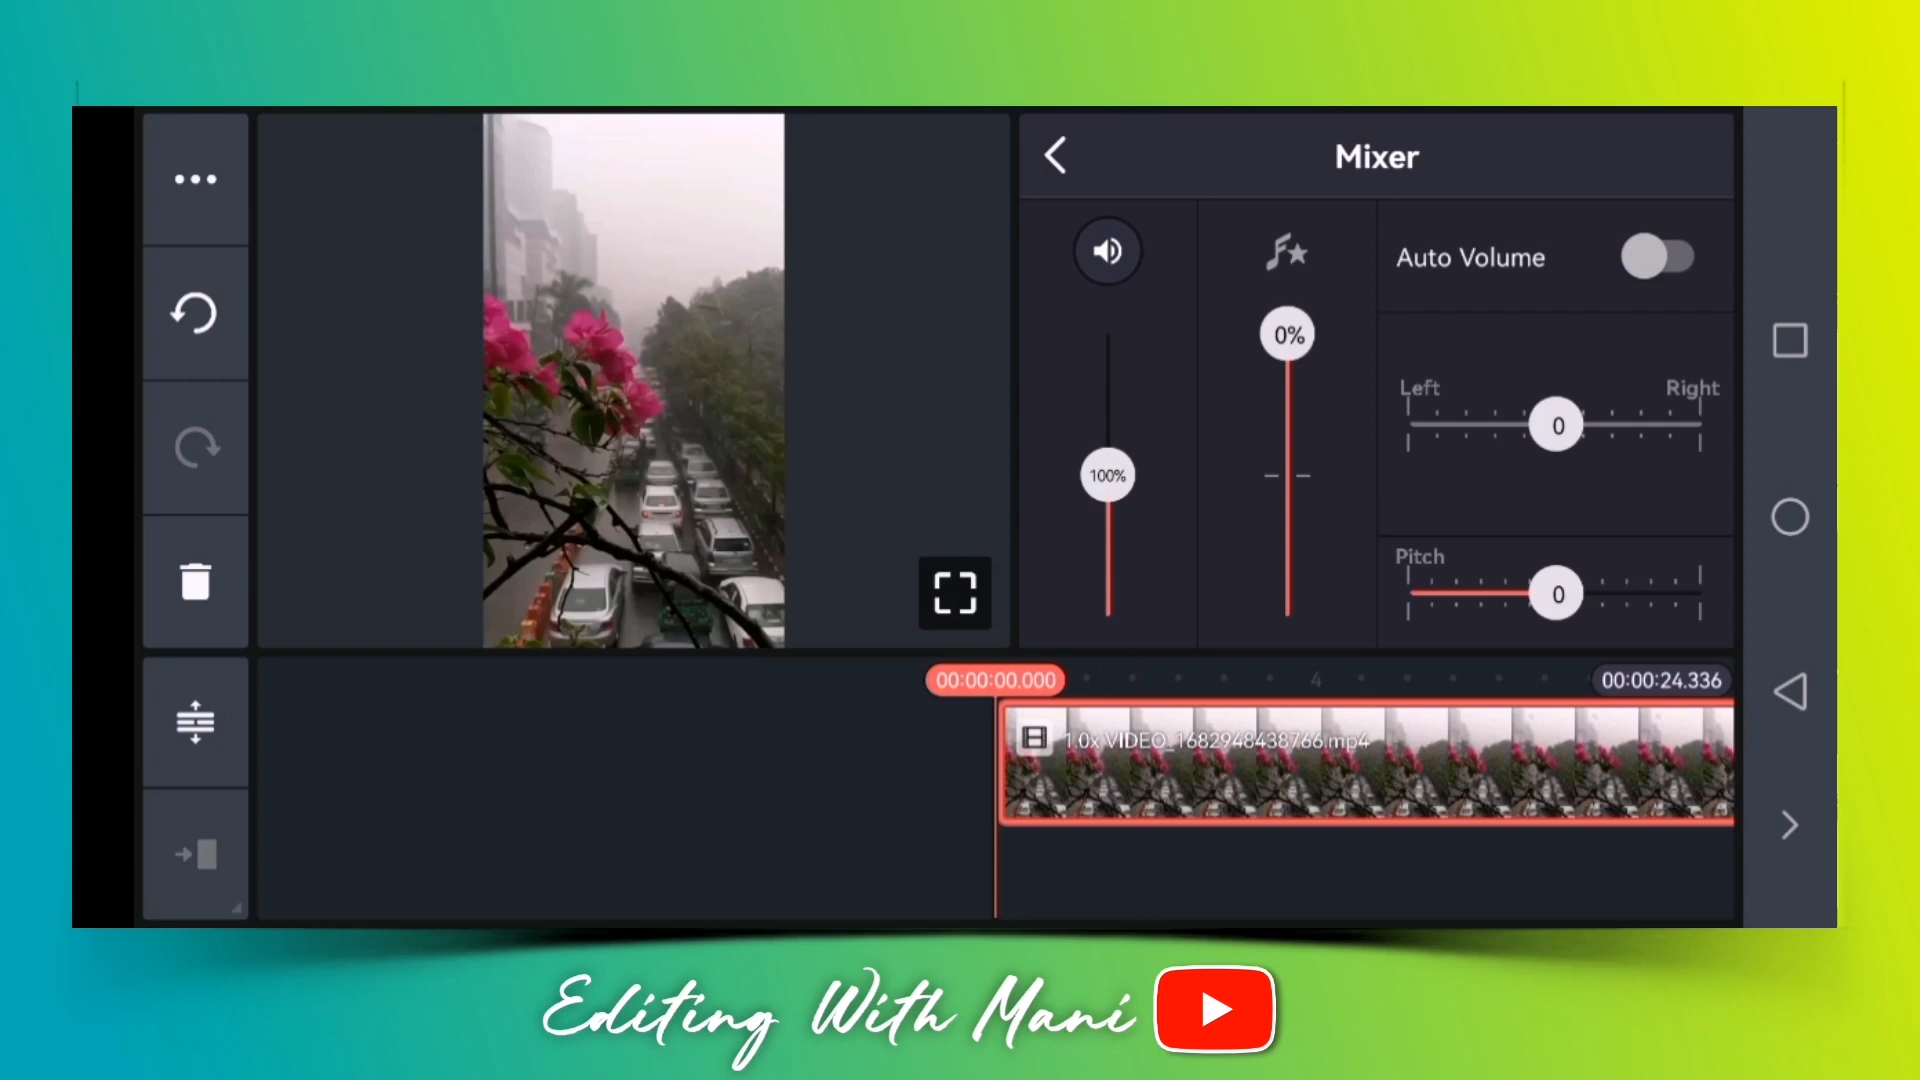 Mixer
Auto Volume
0%
Left Right
0
100%
Pitch
0
00:00:00.000 4 00:00:24.336
1.0x VIDEO_1682948438766.mp4
Editing With Mani